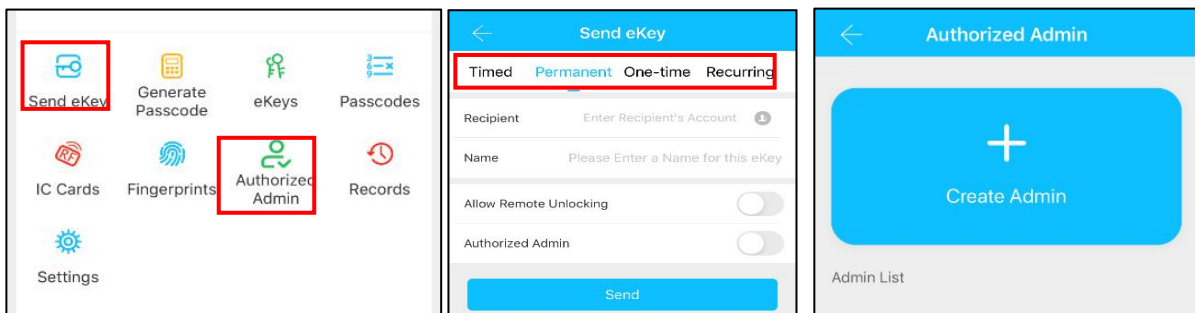 Send eKey
Generate
Passcode
eKeys
Passcodes
IC Cards
Fingerprints
Authorized
Admin
Records
Settings
Send eKey
Timed Permanent One-time Recurring
Recipient Enter Recipient's Account
Name Please Enter a Name for this eKey
Allow Remote Unlocking
Authorized Admin
Send
Authorized Admin
Create Admin
Admin List